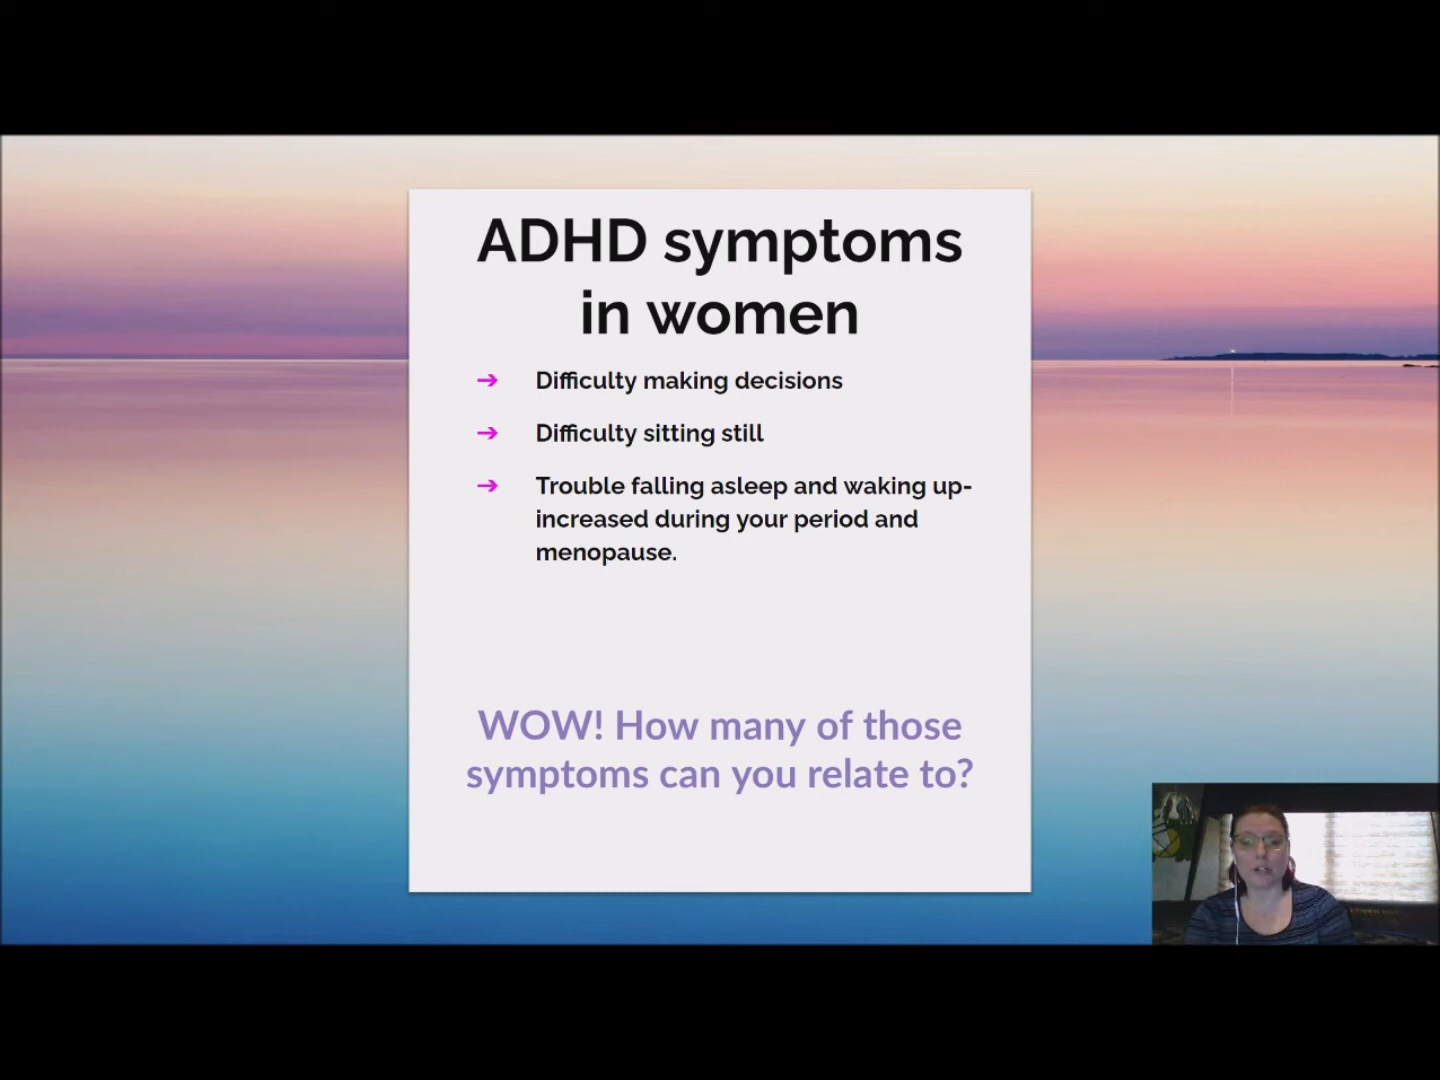 ADHD symptoms
in women
➔ Difficulty making decisions
➔ Difficulty sitting still
➔ Trouble falling asleep and waking up-
increased during your period and
menopause.
WOW! How many of those
symptoms can you relate to?